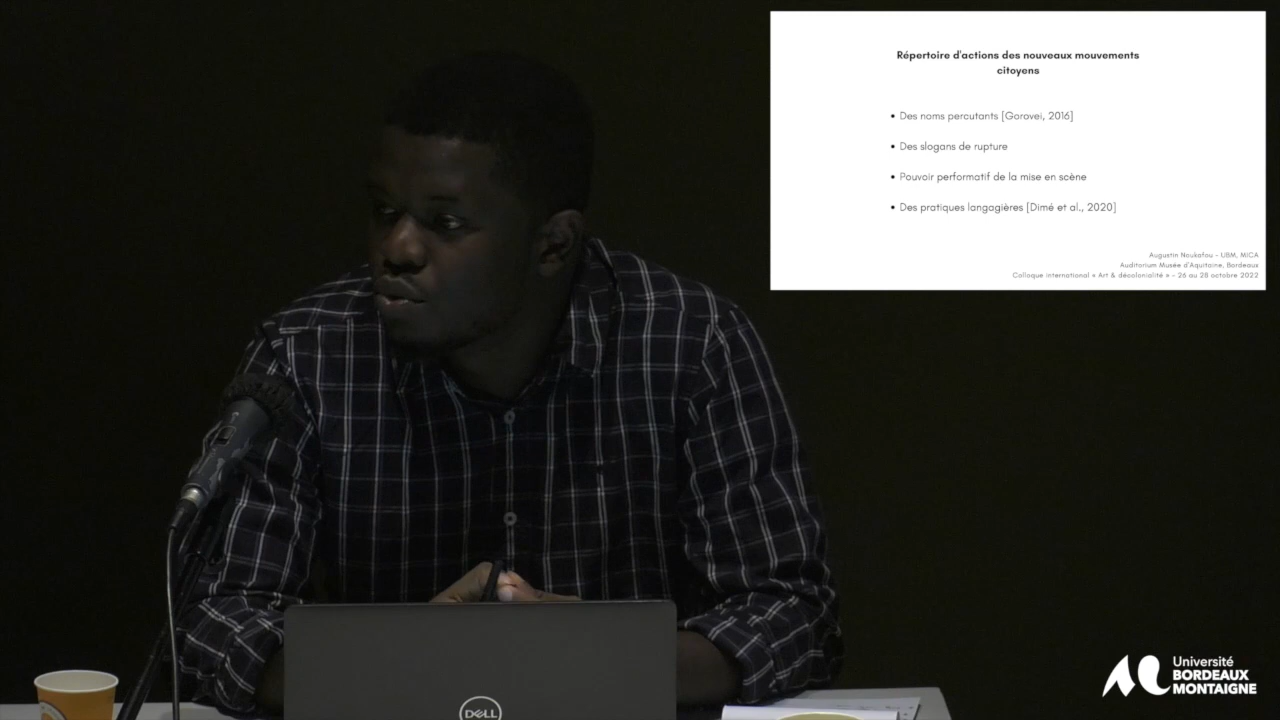 Répertoire d'actions des nouveaux mouvements
citoyens
• Des noms percutants [Gorovei, 2016]
• Des slogans de rupture
• Pouvoir performatif de la mise en scène
• Des pratiques langagières [Dimé et al., 2020]
Augustin Noukafou - UBM, MICA
Auditorium Musée d'Aquitaine, Bordeaux
Colloque international « Art & décolonialité » - 26 au 28 octobre 2022
DELL
Université
BORDEAUX
MONTAIGNE